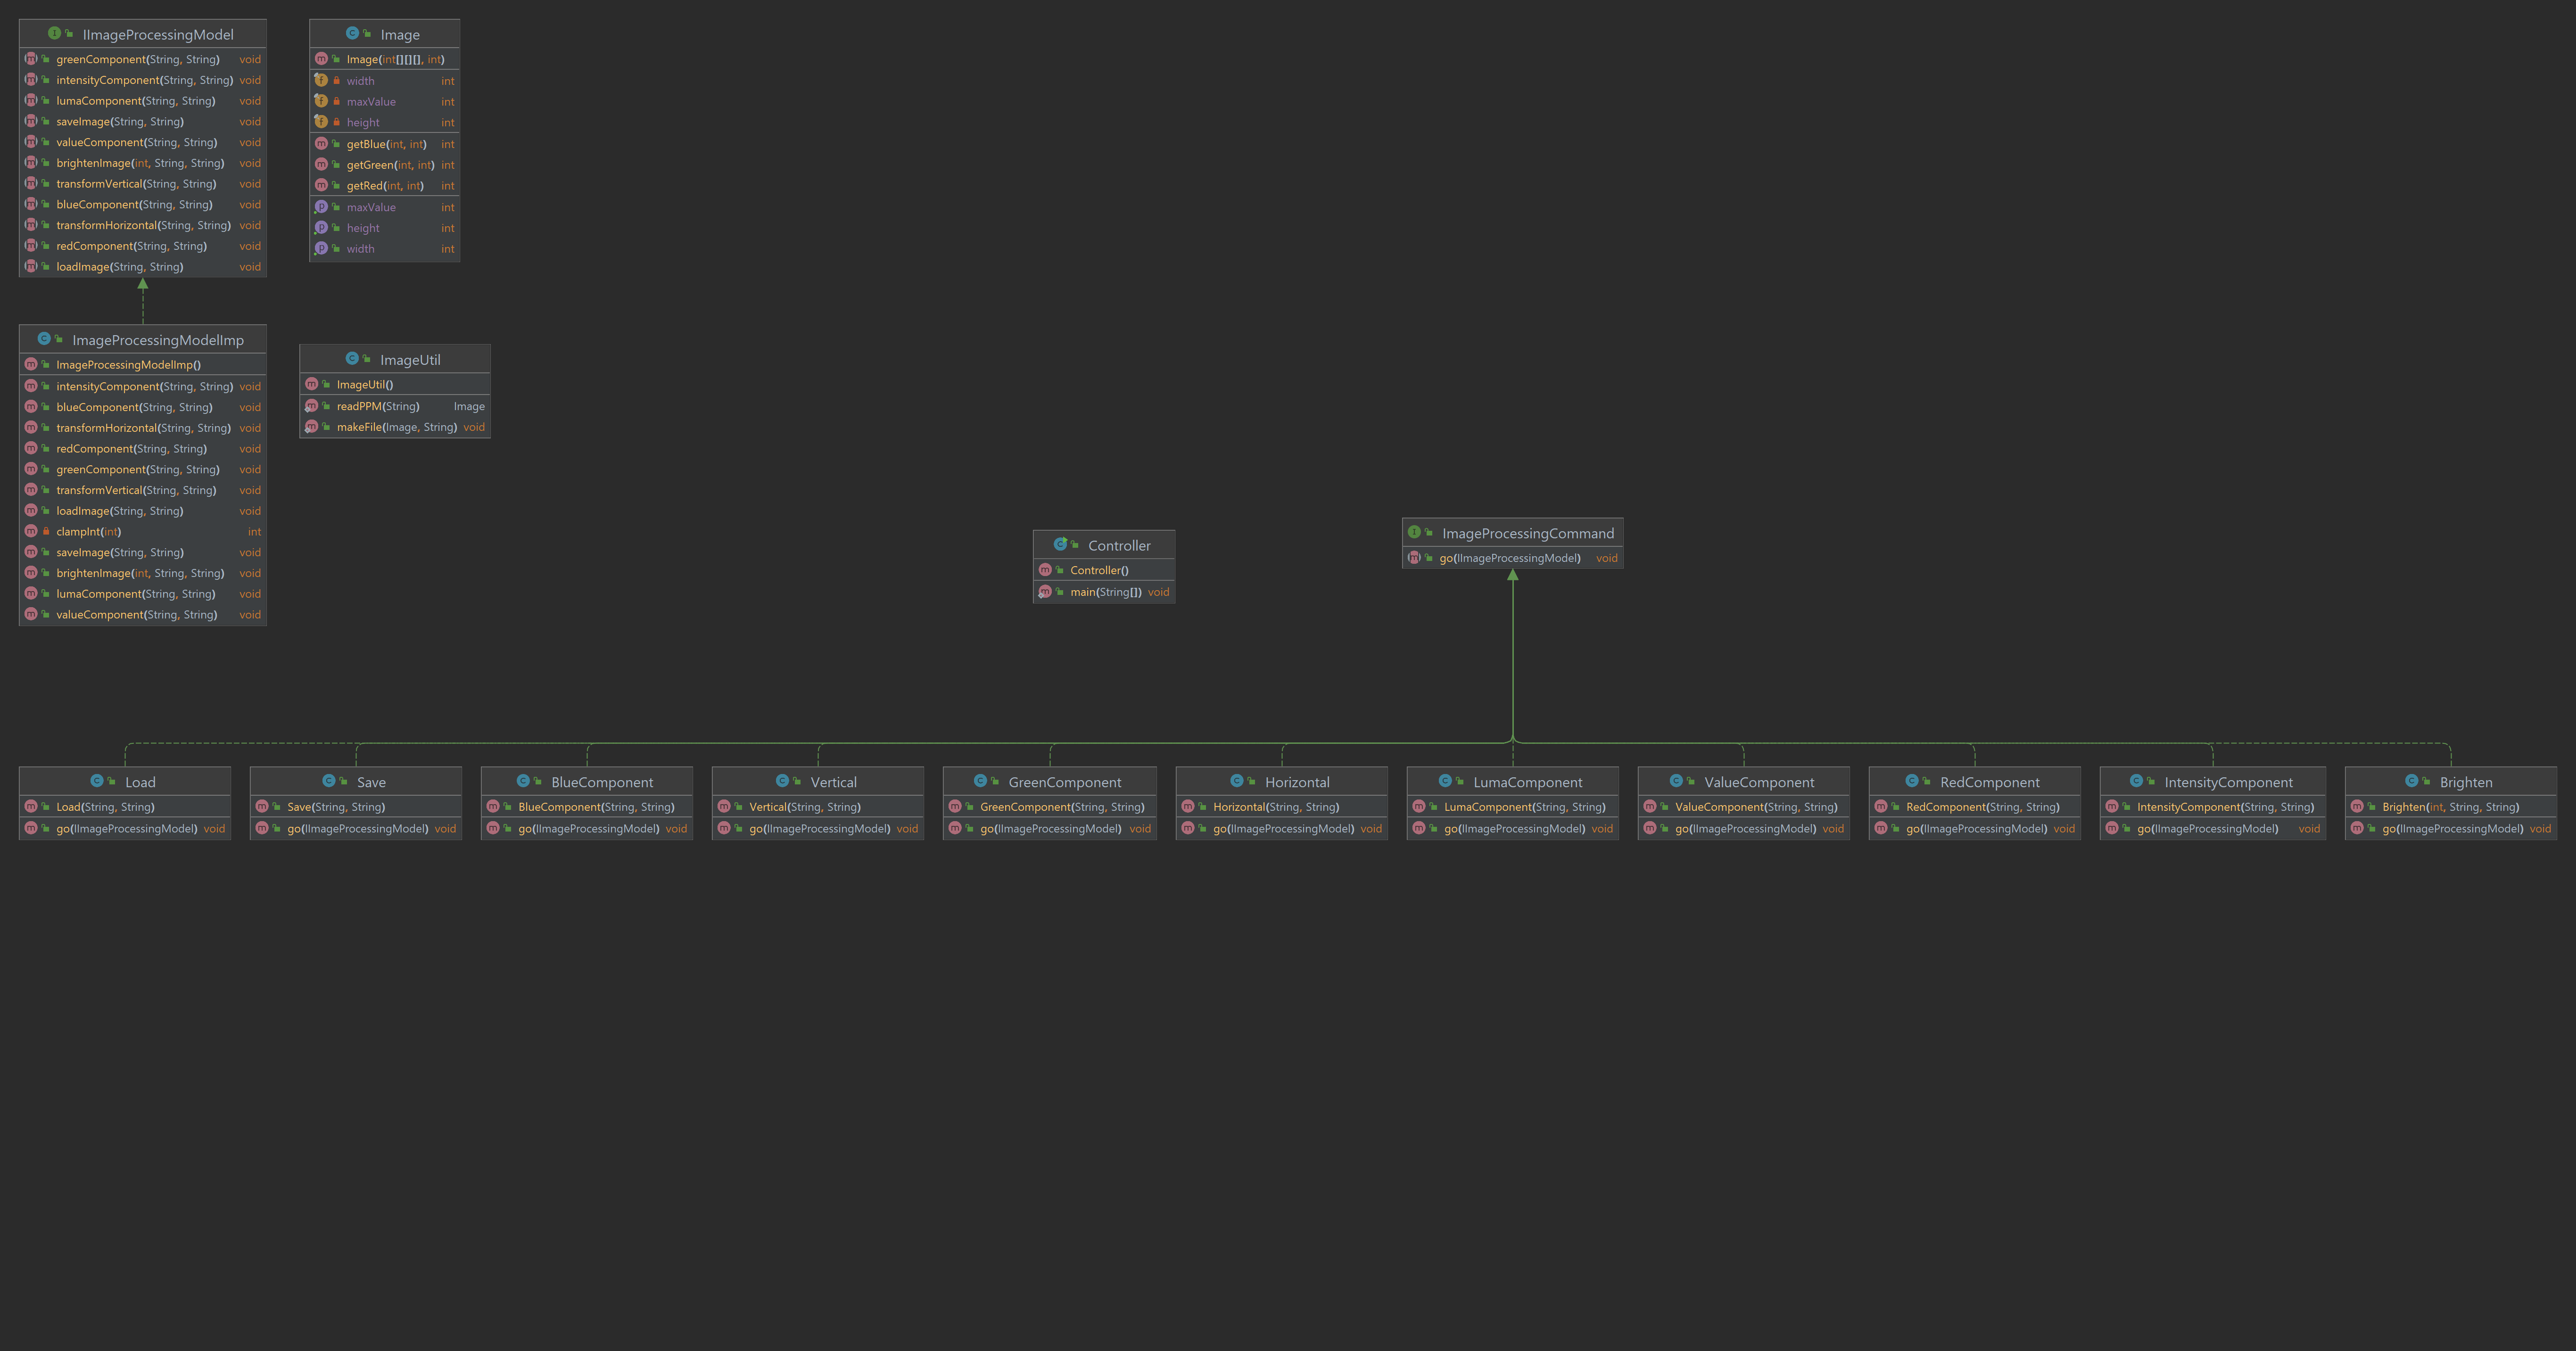 IImageProcessingModel
greenComponent(String, String) void
intensityComponent(String, String) void
lumaComponent(String, String) void
saveImage(String, String) void
valueComponent(String, String) void
brightenImage(int, String, String) void
transformVertical(String, String) void
blueComponent(String, String) void
transformHorizontal(String, String) void
redComponent(String, String) void
loadImage(String, String) void
Image
Image(int[][][], int)
width int
maxValue int
height int
getBlue(int, int) int
getGreen(int, int) int
getRed(int, int) int
maxValue int
height int
width int
ImageProcessingModelImp
ImageProcessingModelImp()
intensityComponent(String, String) void
blueComponent(String, String) void
transformHorizontal(String, String) void
redComponent(String, String) void
greenComponent(String, String) void
transformVertical(String, String) void
loadImage(String, String) void
clampInt(int) int
saveImage(String, String) void
brightenImage(int, String, String) void
lumaComponent(String, String) void
valueComponent(String, String) void
ImageUtil
ImageUtil()
readPPM(String) Image
makeFile(Image, String) void
Controller
Controller()
main(String[]) void
ImageProcessingCommand
go(IImageProcessingModel) void
Load
Load(String, String)
go(IImageProcessingModel) void
Save
Save(String, String)
go(IImageProcessingModel) void
BlueComponent
BlueComponent(String, String)
go(IImageProcessingModel) void
Vertical
Vertical(String, String)
go(IImageProcessingModel) void
GreenComponent
GreenComponent(String, String)
go(IImageProcessingModel) void
Horizontal
Horizontal(String, String)
go(IImageProcessingModel) void
LumaComponent
LumaComponent(String, String)
go(IImageProcessingModel) void
ValueComponent
ValueComponent(String, String)
go(IImageProcessingModel) void
RedComponent
RedComponent(String, String)
go(IImageProcessingModel) void
IntensityComponent
IntensityComponent(String, String)
go(IImageProcessingModel) void
Brighten
Brighten(int, String, String)
go(IImageProcessingModel) void